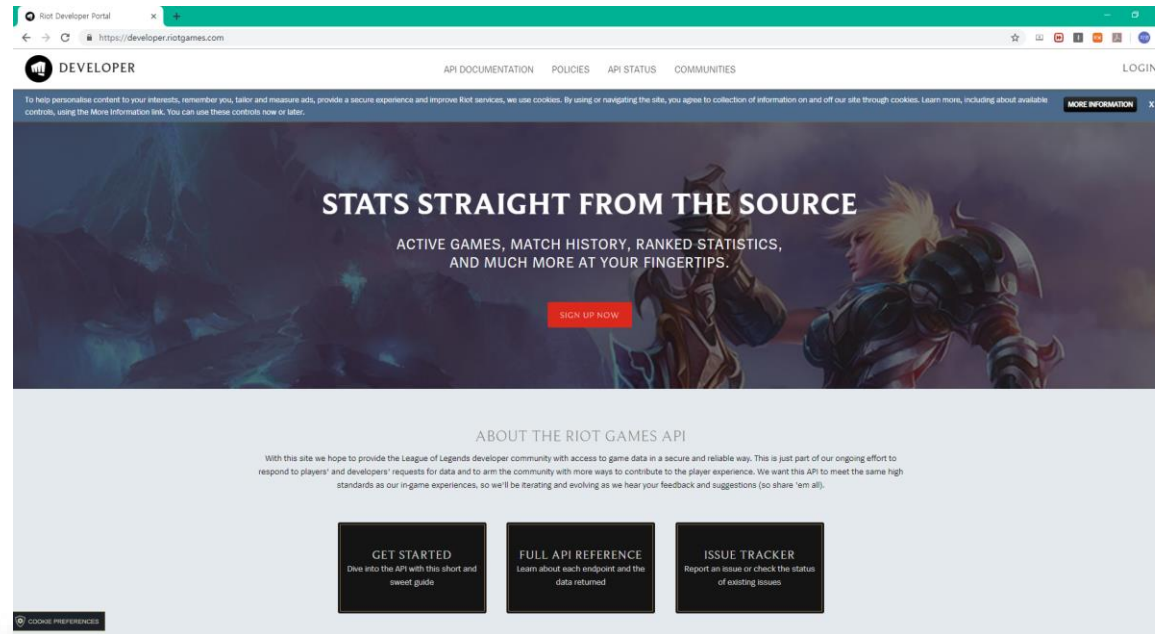 Riot Developer Portal
https://developer.riotgames.com
DEVELOPER
API DOCUMENTATION
POLICIES
API STATUS
COMMUNITIES
LOGIN
To help personalise content to your interests, remember you, tailor and measure ads, provide a secure experience and improve Riot services, we use cookies. By using or navigating the site, you agree to collection of information on and off our site through cookies. Learn more, including about available
controls, using the More Information link. You can use these controls now or later.
MORE INFORMATION
X
STATS STRAIGHT FROM THE SOURCE
ACTIVE GAMES, MATCH HISTORY, RANKED STATISTICS,
AND MUCH MORE AT YOUR FINGERTIPS.
SIGN UP NOW
ABOUT THE RIOT GAMES API
With this site we hope to provide the League of Legends developer community with access to game data in a secure and reliable way. This is just part of our ongoing effort to
respond to players' and developers' requests for data and to arm the community with more ways to contribute to the player experience. We want this API to meet the same high
standards as our in-game experiences, so we'll be iterating and evolving as we hear your feedback and suggestions (so share 'em all).
GET STARTED
Dive into the API with this short and
sweet guide
FULL API REFERENCE
Learn about each endpoint and the
data returned
ISSUE TRACKER
Report an issue or check the status
of existing issues
COOKIE PREFERENCES